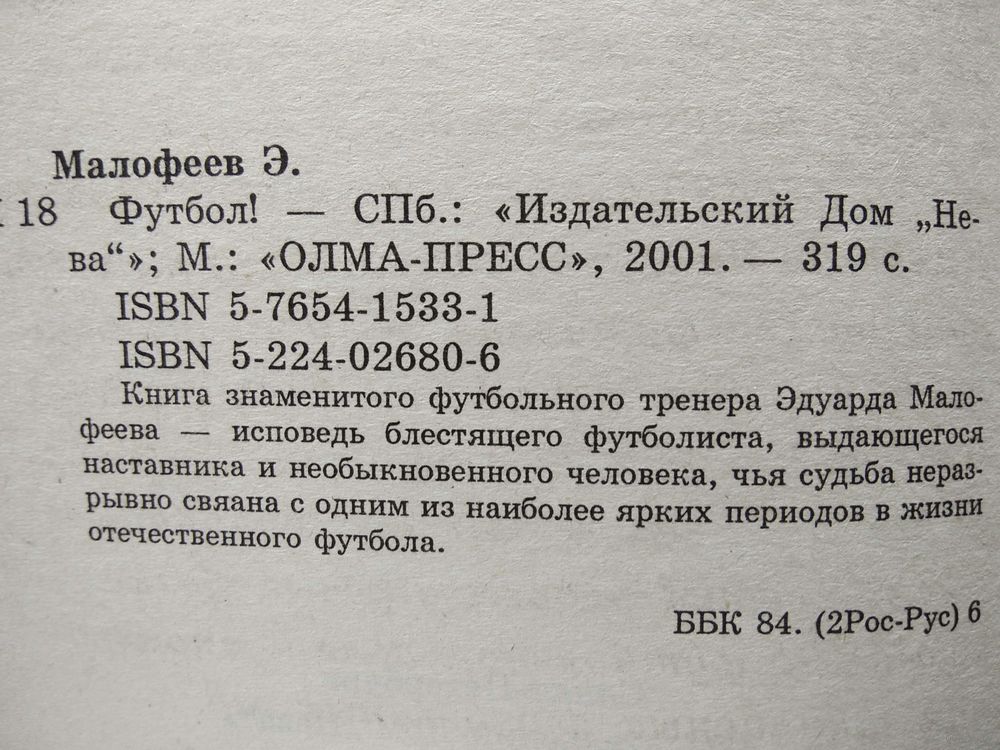 Малофеев Э.
18 Футбол! — СПб.: «Издательский Дом „Не-
ва“»; М.: «ОЛМА-ПРЕСС», 2001. — 319 с.
ISBN 5-7654-1533-1
ISBN 5-224-02680-6
Книга знаменитого футбольного тренера Эдуарда Мало-
феева — исповедь блестящего футболиста, выдающегося
наставника и необыкновенного человека, чья судьба нераз-
рывно свяана с одним из наиболее ярких периодов в жизни
отечественного футбола.
ББК 84. (2Рос-Рус) 6